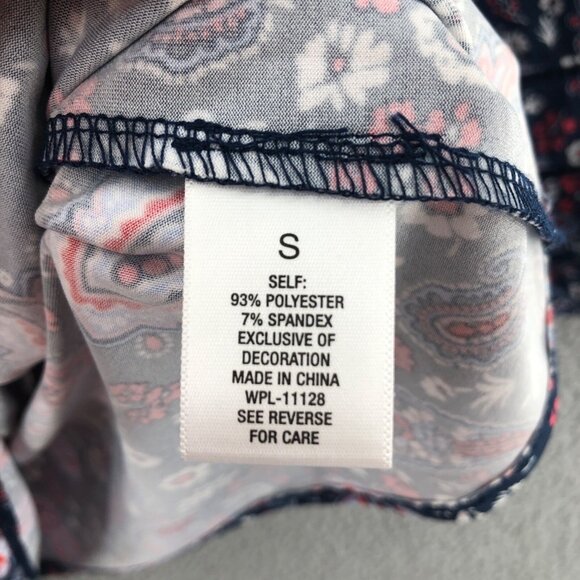 S
SELF:
93% POLYESTER
7% SPANDEX
EXCLUSIVE OF
DECORATION
MADE IN CHINA
WPL-11128
SEE REVERSE
FOR CARE